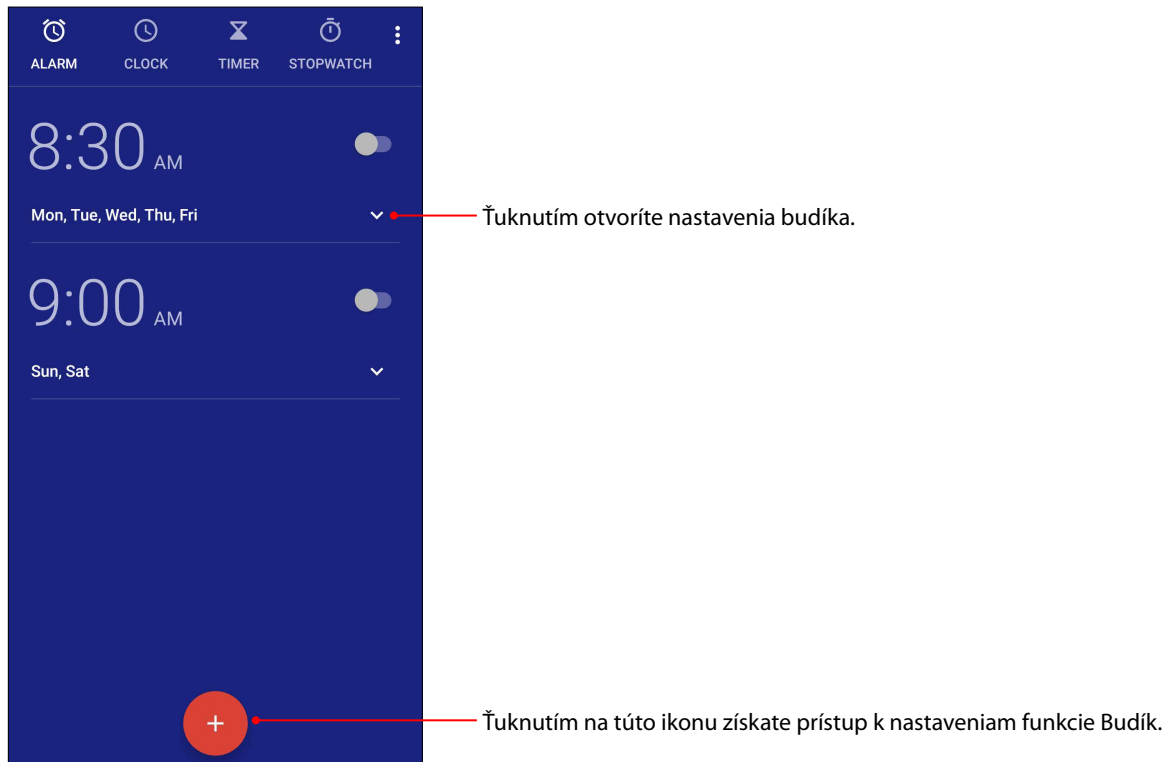 ALARM CLOCK TIMER STOPWATCH
8:30 AM
Mon, Tue, Wed, Thu, Fri
Ťuknutím otvoríte nastavenia budíka.
9:00 AM
Sun, Sat
+
Ťuknutím na túto ikonu získate prístup k nastaveniam funkcie Budík.